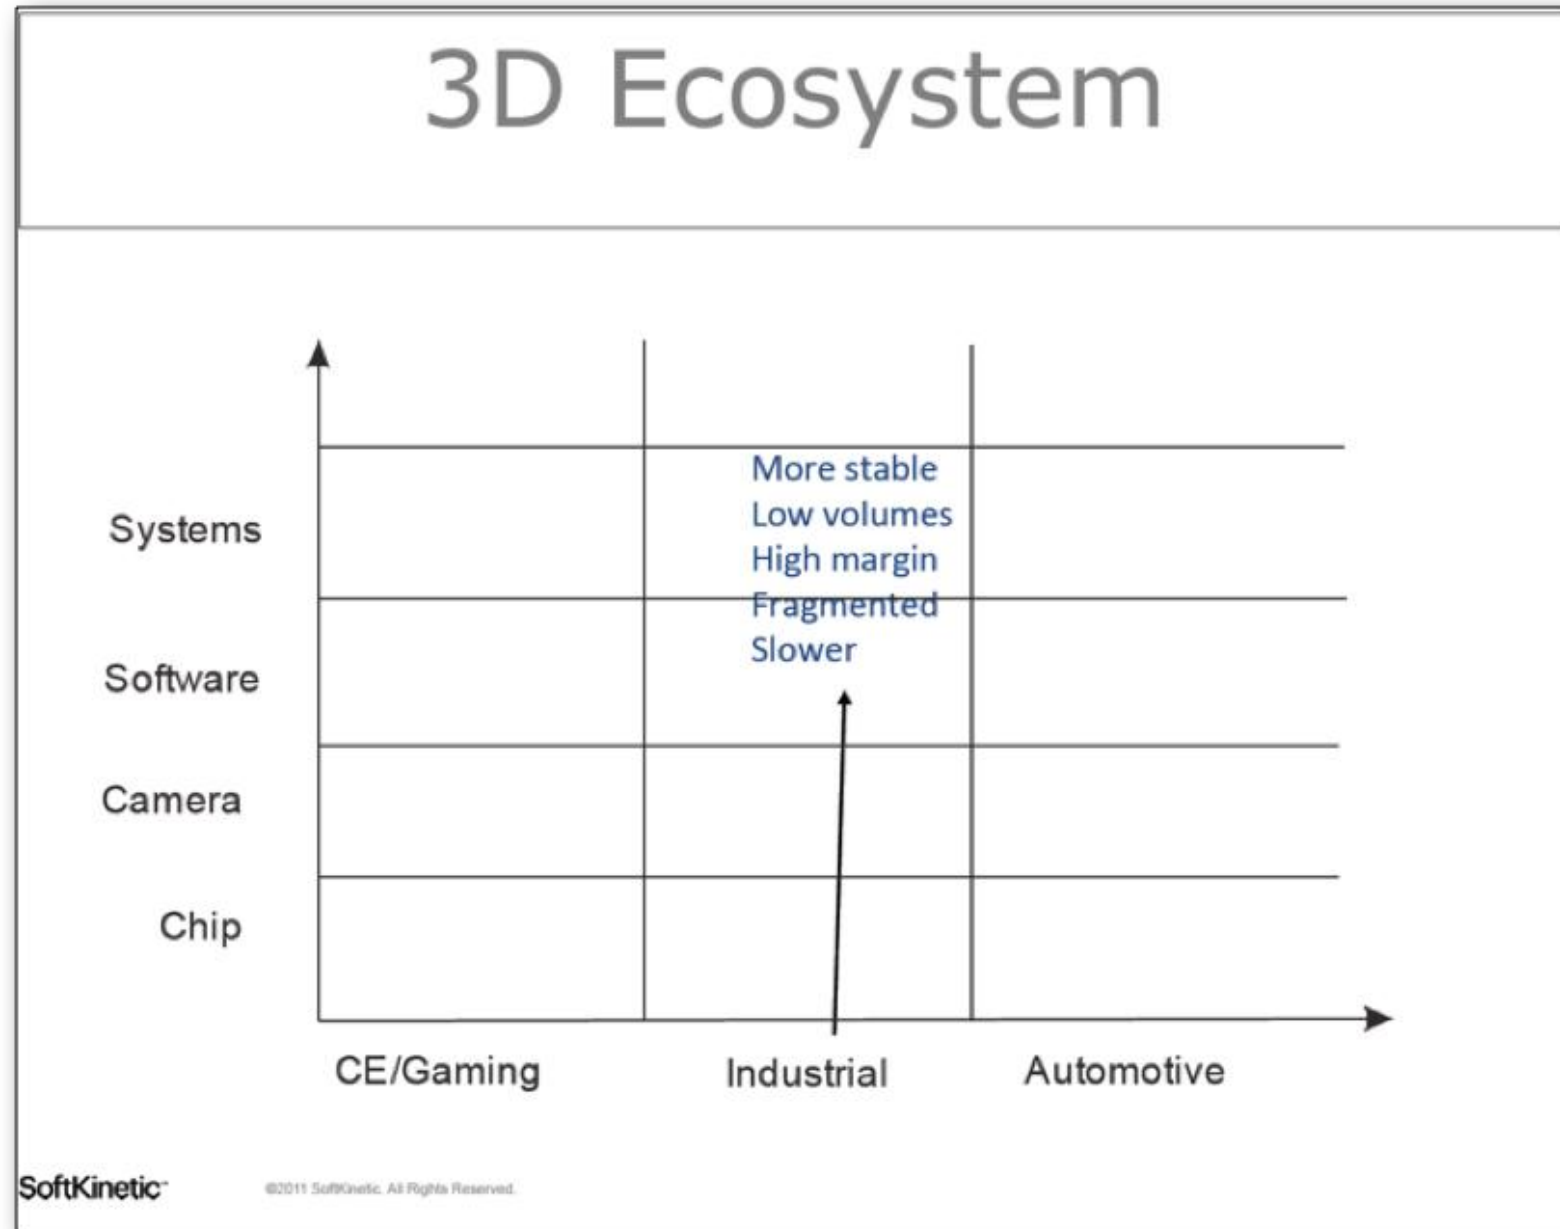 3D Ecosystem
More stable
Low volumes
High margin
Fragmented
Slower
Systems
Software
Camera
Chip
CE/Gaming
Industrial
Automotive
SoftKinetic™
©2011 SoftKinetic. All Rights Reserved.